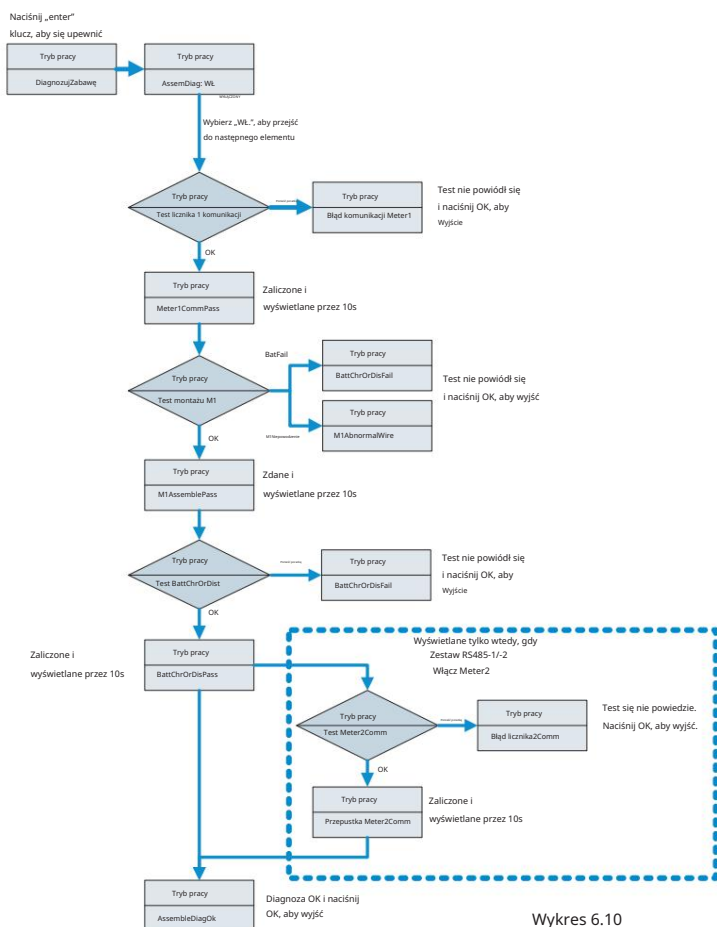 Naciśnij „enter”
klucz, aby się upewnić
Tryb pracy
DiagnozujZabawę
Tryb pracy
AssemDiag: WŁ
Wybierz „WŁ.”, aby przejść
do następnego elementu
Tryb pracy
Test licznika 1 komunikacji
Tryb pracy
Błąd komunikacji Meter1
Test nie powiódł się
i naciśnij OK, aby
Wyjście
OK
Tryb pracy
Meter1CommPass
Zaliczone i
wyświetlane przez 10s
Tryb pracy
Test montażu M1
BatFail
Tryb pracy
BattChrOrDisFail
Tryb pracy
M1AbnormalWire
Test nie powiódł się
i naciśnij OK, aby wyjść
OK
Tryb pracy
M1AssemblePass
Zdane i
wyświetlane przez 10s
Tryb pracy
Test BattChrOrDist
Tryb pracy
BattChrOrDisFail
Test nie powiódł się
i naciśnij OK, aby
Wyjście
OK
Zaliczone i
wyświetlane przez 10s
Tryb pracy
BattChrOrDisPass
Wyświetlane tylko wtedy, gdy
Zestaw RS485-1/-2
Włącz Meter2
Tryb pracy
Test Meter2Comm
Tryb pracy
Błąd licznika2Comm
Test się nie powiedzie.
Naciśnij OK, aby wyjść.
OK
Tryb pracy
Przepustka Meter2Comm
Zaliczone i
wyświetlane przez 10s
Tryb pracy
AssembleDiagOk
Diagnoza OK i naciśnij
OK, aby wyjść
Wykres 6.10